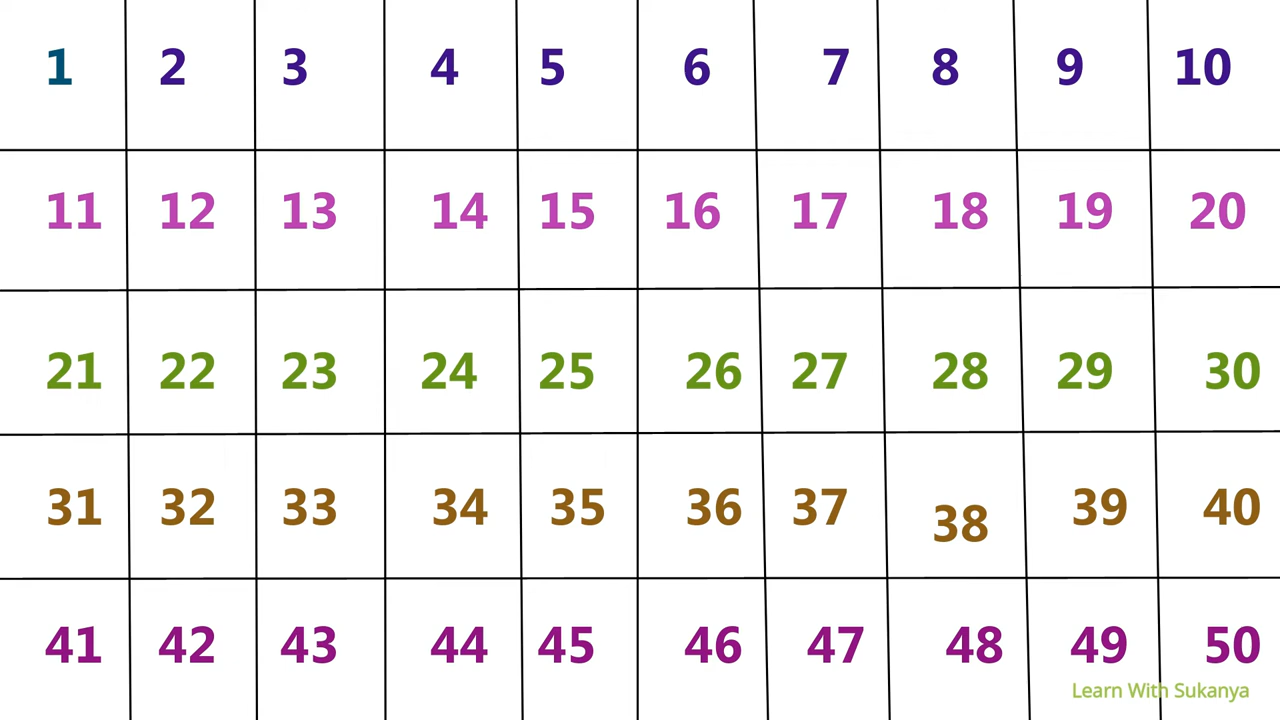 1 2 3 4 5 6 7 8 9 10
11 12 13 14 15 16 17 18 19 20
21 22 23 24 25 26 27 28 29 30
31 32 33 34 35 36 37 38 39 40
41 42 43 44 45 46 47 48 49 50
Learn With Sukanya